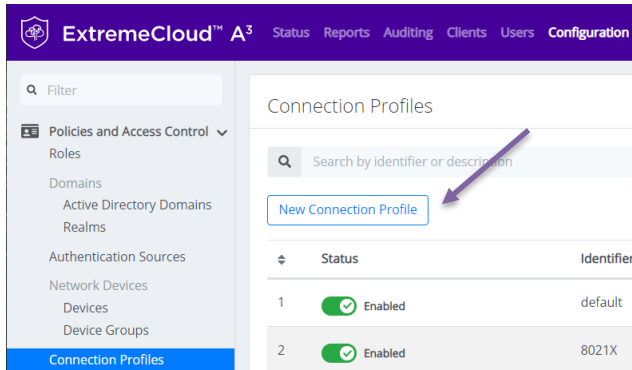 ExtremeCloud™ A³ Status Reports Auditing Clients Users Configuration
Filter
Policies and Access Control
Roles
Domains
Active Directory Domains
Realms
Authentication Sources
Network Devices
Devices
Device Groups
Connection Profiles
Connection Profiles
Search by identifier or description
New Connection Profile
Status Identifier
1 Enabled default
2 Enabled 8021X